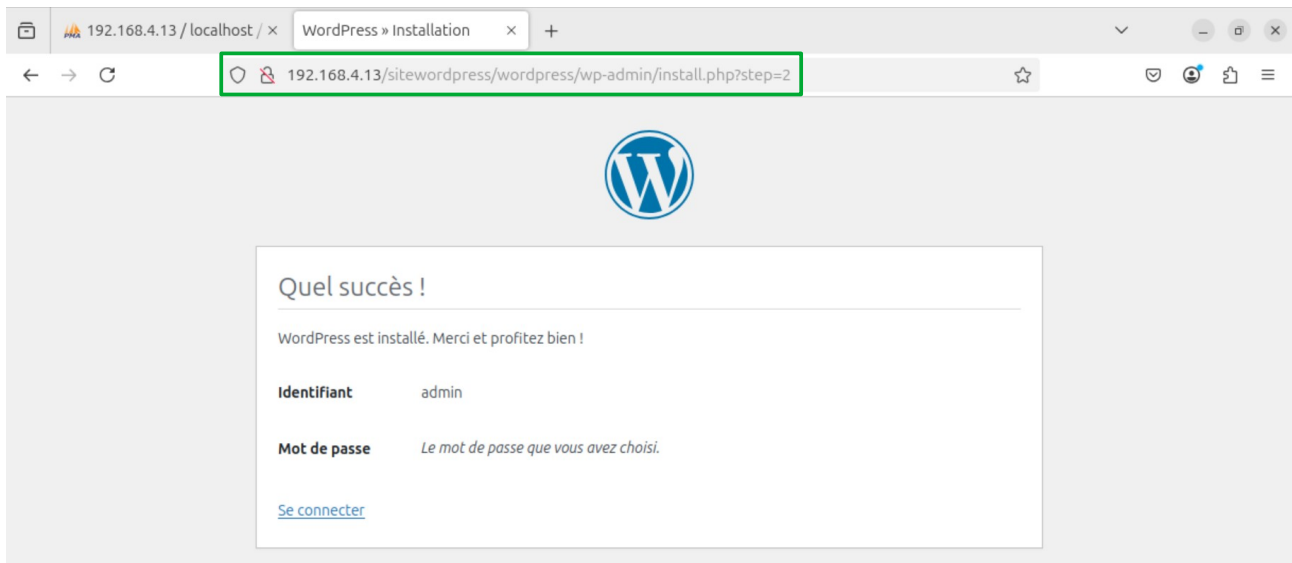 192.168.4.13 / localhost /
WordPress » Installation
192.168.4.13/sitewordpress/wordpress/wp-admin/install.php?step=2
Quel succès !
WordPress est installé. Merci et profitez bien !
Identifiant admin
Mot de passe Le mot de passe que vous avez choisi.
Se connecter